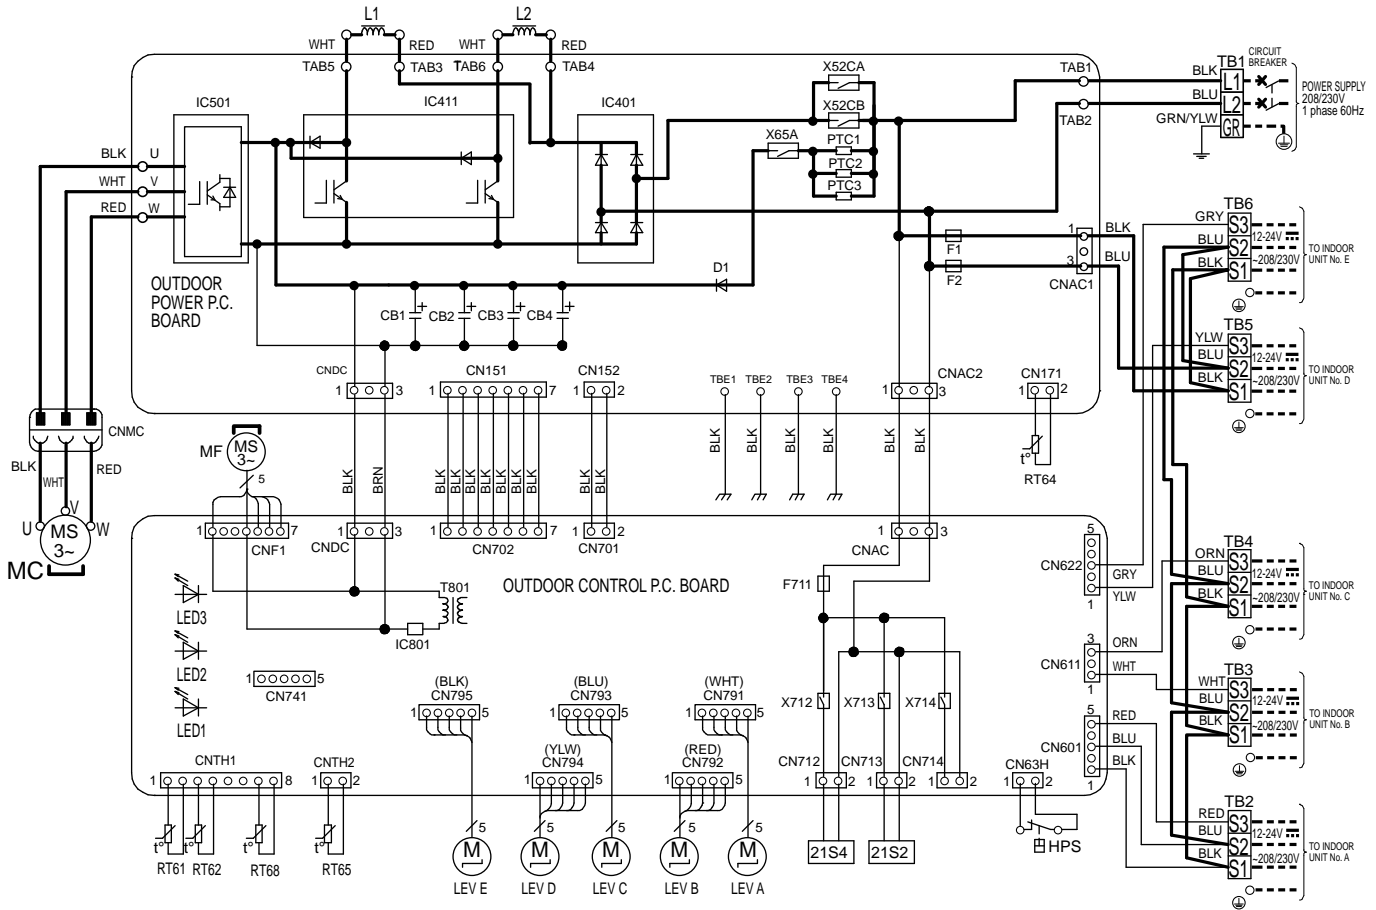 L1
L2
WHT
RED
WHT
RED
TAB5
TAB3
TAB6
TAB4
IC501
IC411
IC401
X52CA
X52CB
X65A
PTC1
PTC2
PTC3
TAB1
TAB2
BLK
BLU
GRN/YLW
TB1
L1
L2
GR
CIRCUIT
BREAKER
POWER SUPPLY
208/230V
1 phase 60Hz
BLK
U
WHT
V
RED
W
OUTDOOR
POWER P.C.
BOARD
CB1
+
CB2
+
CB3
+
CB4
+
D1
F1
F2
1
3
CNAC1
BLK
BLU
CNDC
1
3
CN151
1
7
CN152
1
2
TBE1
TBE2
TBE3
TBE4
CNAC2
1
3
CN171
1
2
BLK
BLK
BLK
BLK
t°
RT64
CNMC
BLK
WHT
RED
U
V
W
MS
3~
MC
MF
MS
3~
5
BLK
BRN
BLK
BLK
BLK
BLK
BLK
BLK
BLK
BLK
BLK
BLK
BLK
1
7
CNF1
1
3
CNDC
1
7
CN702
1
2
CN701
1
3
CNAC
OUTDOOR CONTROL P.C. BOARD
LED3
LED2
LED1
T801
IC801
CN741
1
5
F711
X712
X713
X714
(BLK)
CN795
1
5
(BLU)
CN793
1
5
(WHT)
CN791
1
5
(YLW)
CN794
1
5
(RED)
CN792
1
5
CNTH1
1
8
CNTH2
1
2
CN712
1
2
CN713
1
2
CN714
1
2
CN63H
1
2
t°
RT61
t°
RT62
t°
RT68
t°
RT65
5
M
LEV E
5
M
LEV D
5
M
LEV C
5
M
LEV B
5
M
LEV A
21S4
21S2
HPS
5
CN622
1
GRY
YLW
3
CN611
1
ORN
WHT
5
CN601
1
RED
BLU
BLK
TB6
GRY
S3
12-24V
BLU
S2
BLK
~208/230V
S1
TO INDOOR
UNIT No. E
TB5
YLW
S3
12-24V
BLU
S2
BLK
~208/230V
S1
TO INDOOR
UNIT No. D
TB4
ORN
S3
12-24V
BLU
S2
BLK
~208/230V
S1
TO INDOOR
UNIT No. C
TB3
WHT
S3
12-24V
BLU
S2
BLK
~208/230V
S1
TO INDOOR
UNIT No. B
TB2
RED
S3
12-24V
BLU
S2
BLK
~208/230V
S1
TO INDOOR
UNIT No. A